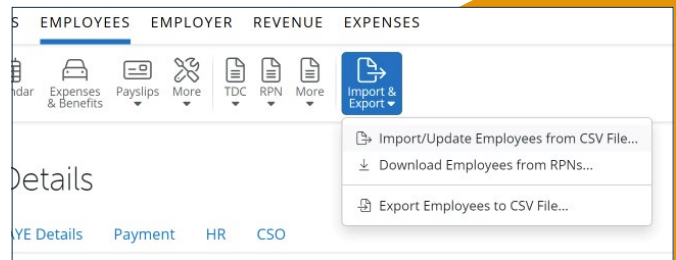 S EMPLOYEES EMPLOYER REVENUE EXPENSES
ndar
Expenses
& Benefits
Payslips
More
TDC
RPN
More
Import &
Export
Import/Update Employees from CSV File...
Download Employees from RPNs...
Export Employees to CSV File...
Details
AYE Details Payment HR CSO